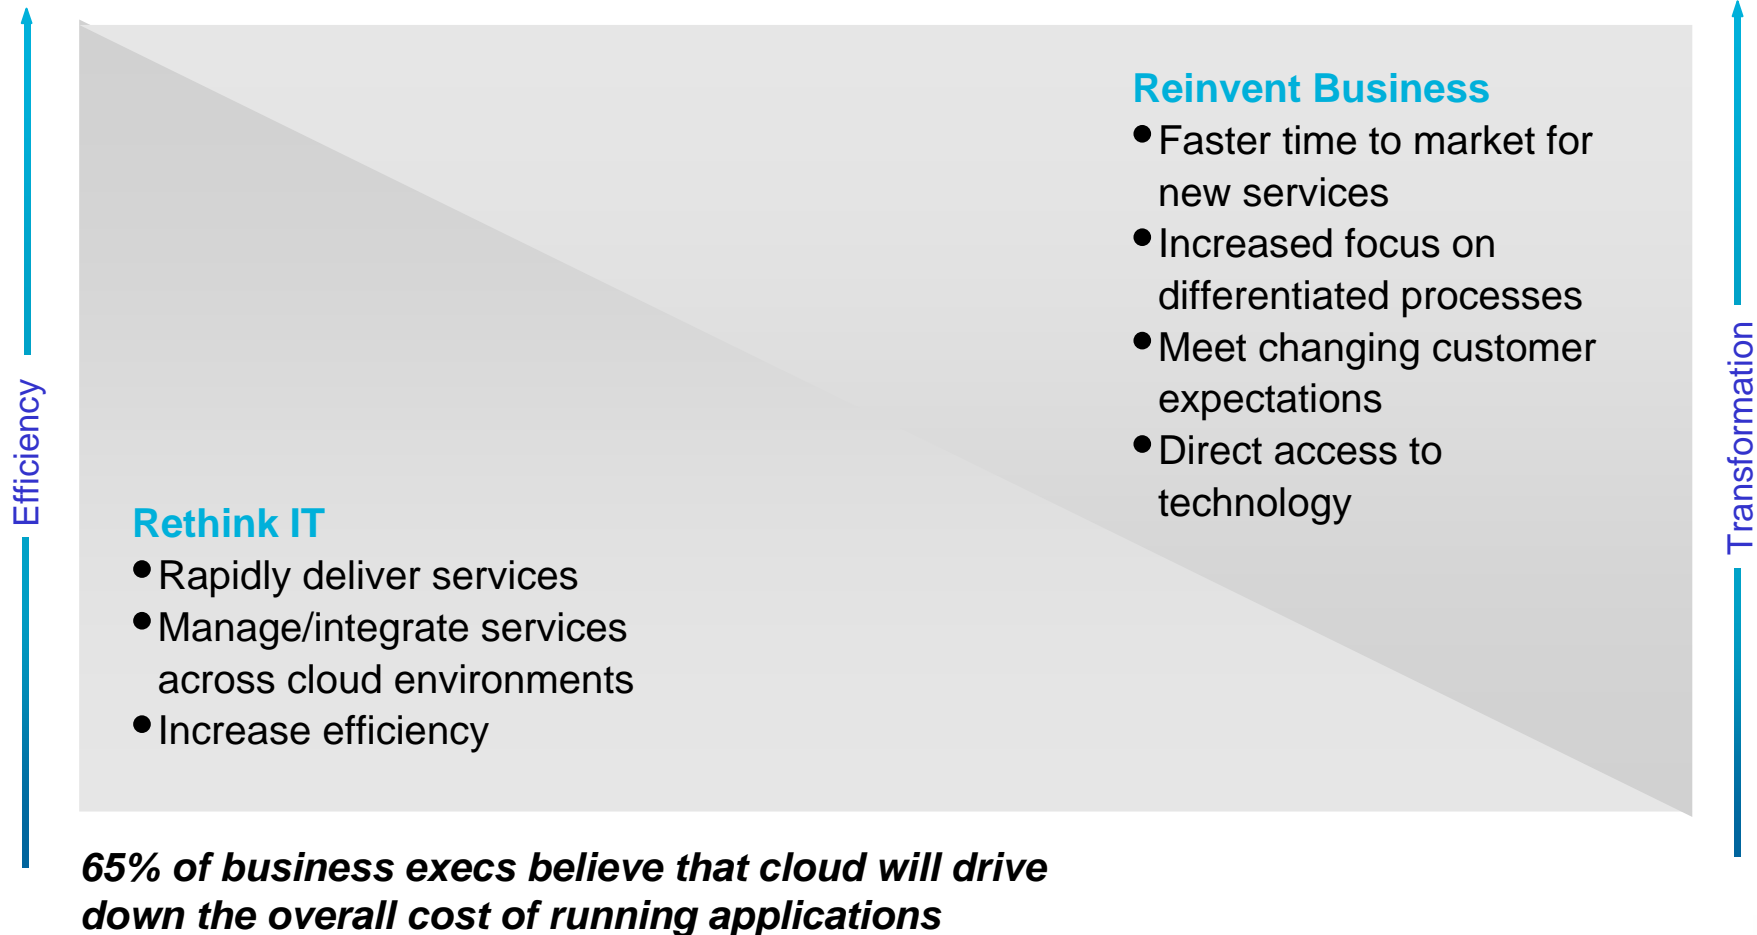 Efficiency
Rethink IT
•Rapidly deliver services
•Manage/integrate services
across cloud environments
•Increase efficiency
Reinvent Business
•Faster time to market for
new services
•Increased focus on
differentiated processes
•Meet changing customer
expectations
•Direct access to
technology
Transformation
65% of business execs believe that cloud will drive
down the overall cost of running applications